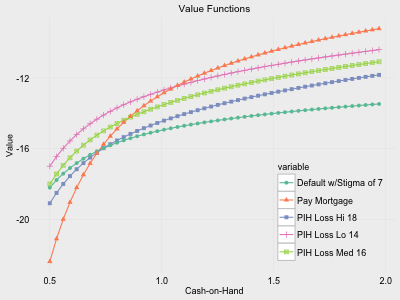 Value Functions
Value
-12
-16
-20
variable
Default w/Stigma of 7
Pay Mortgage
PIH Loss Hi 18
PIH Loss Lo 14
PIH Loss Med 16
0.5 1.0 1.5 2.0
Cash-on-Hand